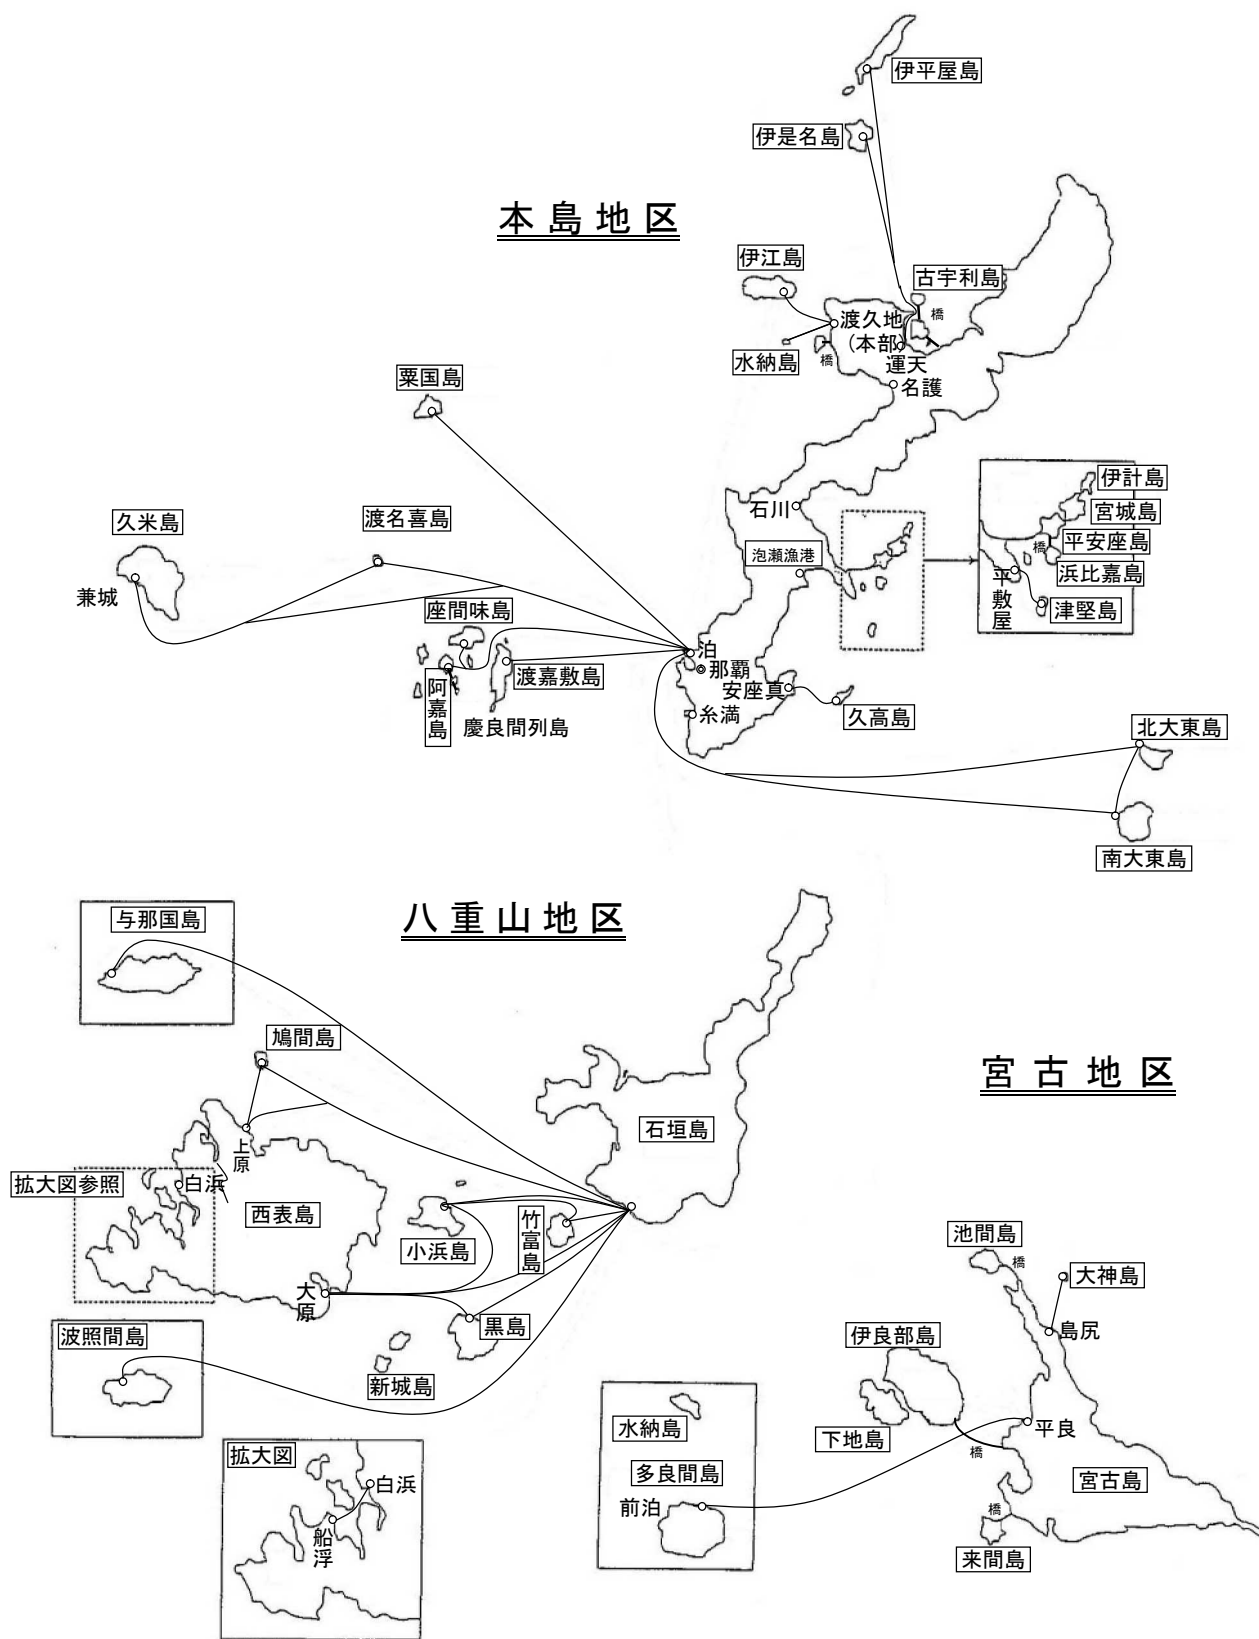 伊平屋島
伊是名島
本島地区
伊江島
古宇利島
橋
渡久地
(本部)
運天
水納島
橋
名護
粟国島
石川
伊計島
宮城島
橋
平安座島
浜比嘉島
平敷屋
津堅島
久米島
兼城
渡名喜島
泡瀬漁港
座間味島
泊
那覇
安座真
糸満
久高島
阿嘉島
渡嘉敷島
慶良間列島
北大東島
南大東島
八重山地区
与那国島
鳩間島
上原
石垣島
拡大図参照
白浜
西表島
小浜島
竹富島
大原
黒島
新城島
波照間島
拡大図
白浜
船浮
宮古地区
池間島
橋
大神島
島尻
伊良部島
下地島
平良
橋
宮古島
橋
来間島
水納島
多良間島
前泊